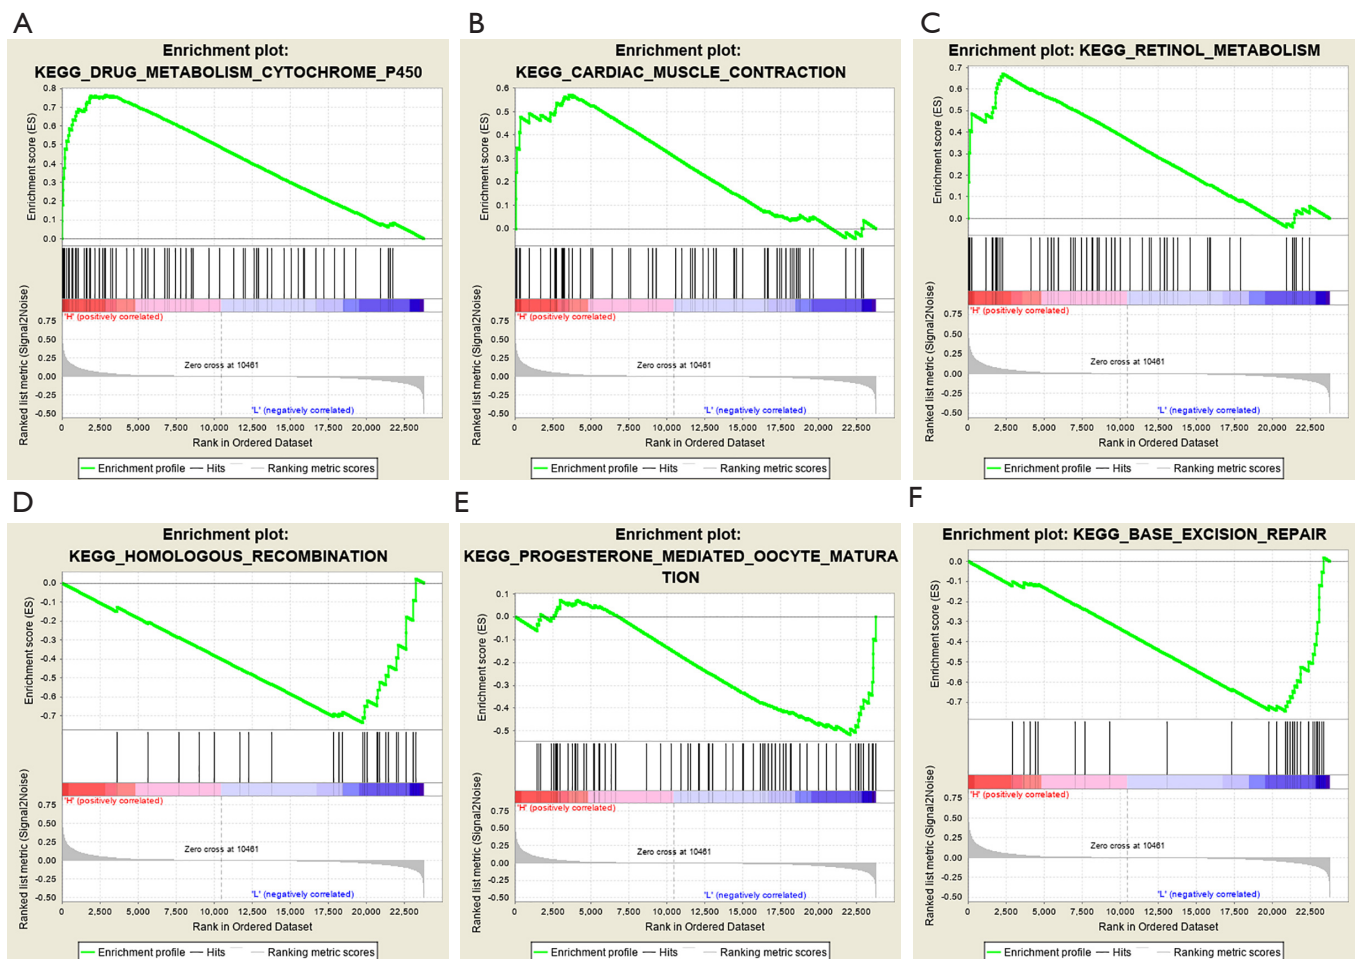 A
Enrichment plot:
KEGG_DRUG_METABOLISM_CYTOCHROME_P450
Enrichment score (ES)
0.8
0.7
0.6
0.5
0.4
0.3
0.2
0.1
0.0
'H' (positively correlated)
Ranked list metric (Signal2Noise)
0.75
0.50
0.25
0.00
-0.25
-0.50
Zero cross at 10461
'L' (negatively correlated)
0 2,500 5,000 7,500 10,000 12,500 15,000 17,500 20,000 22,500
Rank in Ordered Dataset
Enrichment profile Hits Ranking metric scores
B
Enrichment plot:
KEGG_CARDIAC_MUSCLE_CONTRACTION
Enrichment score (ES)
0.6
0.5
0.4
0.3
0.2
0.1
0.0
'H' (positively correlated)
Ranked list metric (Signal2Noise)
0.75
0.50
0.25
0.00
-0.25
-0.50
Zero cross at 10461
'L' (negatively correlated)
0 2,500 5,000 7,500 10,000 12,500 15,000 17,500 20,000 22,500
Rank in Ordered Dataset
Enrichment profile Hits Ranking metric scores
C
Enrichment plot: KEGG_RETINOL_METABOLISM
Enrichment score (ES)
0.7
0.6
0.5
0.4
0.3
0.2
0.1
0.0
'H' (positively correlated)
Ranked list metric (Signal2Noise)
0.75
0.50
0.25
0.00
-0.25
-0.50
Zero cross at 10461
'L' (negatively correlated)
0 2,500 5,000 7,500 10,000 12,500 15,000 17,500 20,000 22,500
Rank in Ordered Dataset
Enrichment profile Hits Ranking metric scores
D
Enrichment plot:
KEGG_HOMOLOGOUS_RECOMBINATION
Enrichment score (ES)
0.0
-0.1
-0.2
-0.3
-0.4
-0.5
-0.6
-0.7
'H' (positively correlated)
Ranked list metric (Signal2Noise)
0.75
0.50
0.25
0.00
-0.25
-0.50
Zero cross at 10461
'L' (negatively correlated)
0 2,500 5,000 7,500 10,000 12,500 15,000 17,500 20,000 22,500
Rank in Ordered Dataset
Enrichment profile Hits Ranking metric scores
E
Enrichment plot:
KEGG_PROGESTERONE_MEDIATED_OOCYTE_MATURA
TION
Enrichment score (ES)
0.1
0.0
-0.1
-0.2
-0.3
-0.4
-0.5
'H' (positively correlated)
Ranked list metric (Signal2Noise)
0.75
0.50
0.25
0.00
-0.25
-0.50
Zero cross at 10461
'L' (negatively correlated)
0 2,500 5,000 7,500 10,000 12,500 15,000 17,500 20,000 22,500
Rank in Ordered Dataset
Enrichment profile Hits Ranking metric scores
F
Enrichment plot: KEGG_BASE_EXCISION_REPAIR
Enrichment score (ES)
0.0
-0.1
-0.2
-0.3
-0.4
-0.5
-0.6
-0.7
'H' (positively correlated)
Ranked list metric (Signal2Noise)
0.75
0.50
0.25
0.00
-0.25
-0.50
Zero cross at 10461
'L' (negatively correlated)
0 2,500 5,000 7,500 10,000 12,500 15,000 17,500 20,000 22,500
Rank in Ordered Dataset
Enrichment profile Hits Ranking metric scores